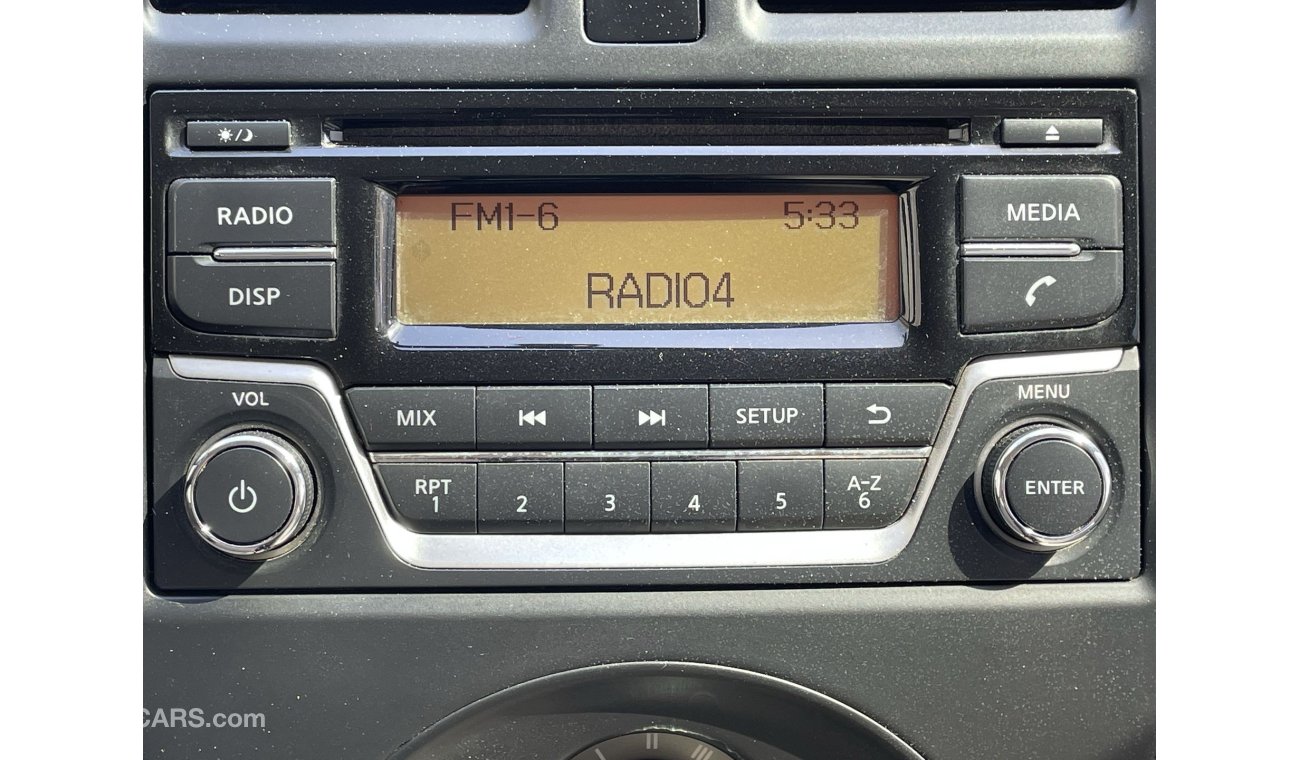 RADIO
DISP
FM1-6 5:33
RADIO4
MEDIA
VOL
MENU
MIX
SETUP
RPT
1
2
3
4
5
A-Z
6
ENTER
CARS.com